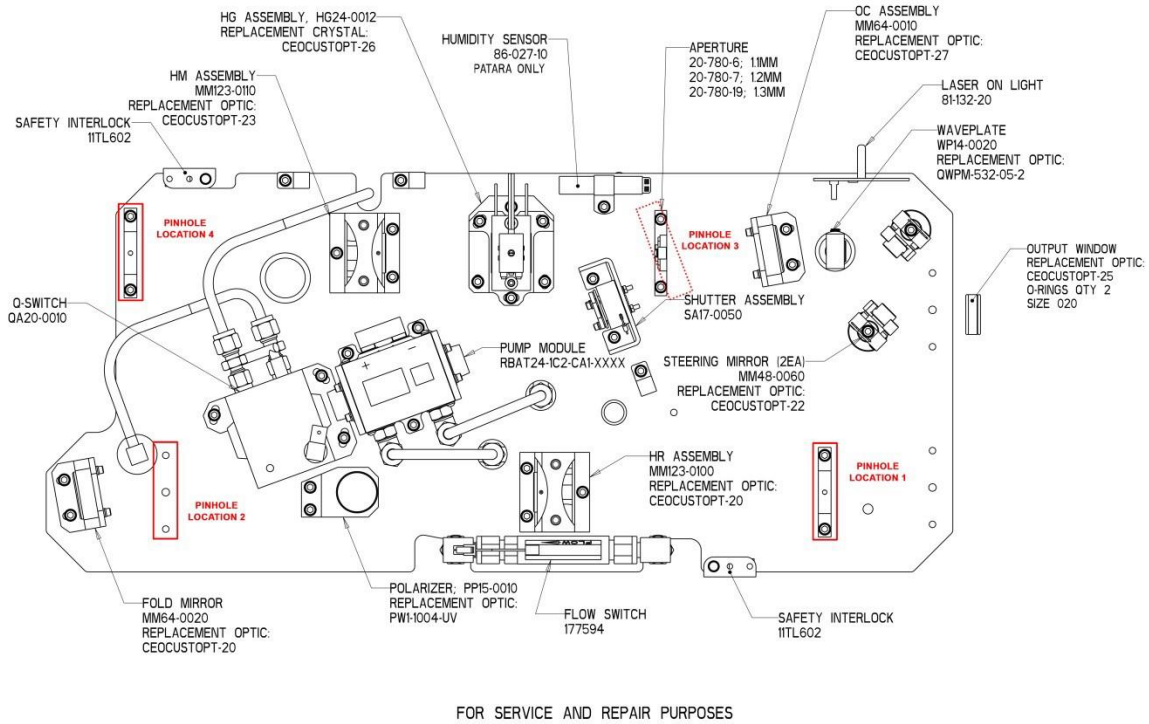 HG ASSEMBLY, HG24-0012
REPLACEMENT CRYSTAL:
CEOCUSTOPT-26
HUMIDITY SENSOR
86-027-10
PATARA ONLY
APERTURE
20-780-6; 1.1MM
20-780-7; 1.2MM
20-780-19; 1.3MM
OC ASSEMBLY
MM64-0010
REPLACEMENT OPTIC:
CEOCUSTOPT-27
HM ASSEMBLY
MM123-0110
REPLACEMENT OPTIC:
CEOCUSTOPT-23
SAFETY INTERLOCK
11TL602
LASER ON LIGHT
81-132-20
WAVEPLATE
WP14-0020
REPLACEMENT OPTIC:
QWPM-532-05-2
PINHOLE
LOCATION 4
PINHOLE
LOCATION 3
OUTPUT WINDOW
REPLACEMENT OPTIC:
CEOCUSTOPT-25
O-RINGS QTY 2
SIZE 020
Q-SWITCH
QA20-0010
SHUTTER ASSEMBLY
SA17-0050
+
-
PUMP MODULE
RBAT24-1C2-CA1-XXXX
STEERING MIRROR (2EA)
MM48-0060
REPLACEMENT OPTIC:
CEOCUSTOPT-22
HR ASSEMBLY
MM123-0100
REPLACEMENT OPTIC:
CEOCUSTOPT-20
PINHOLE
LOCATION 1
PINHOLE
LOCATION 2
FLOW
FOLD MIRROR
MM64-0020
REPLACEMENT OPTIC:
CEOCUSTOPT-20
POLARIZER; PP15-0010
REPLACEMENT OPTIC:
PW1-1004-UV
FLOW SWITCH
177594
SAFETY INTERLOCK
11TL602
FOR SERVICE AND REPAIR PURPOSES